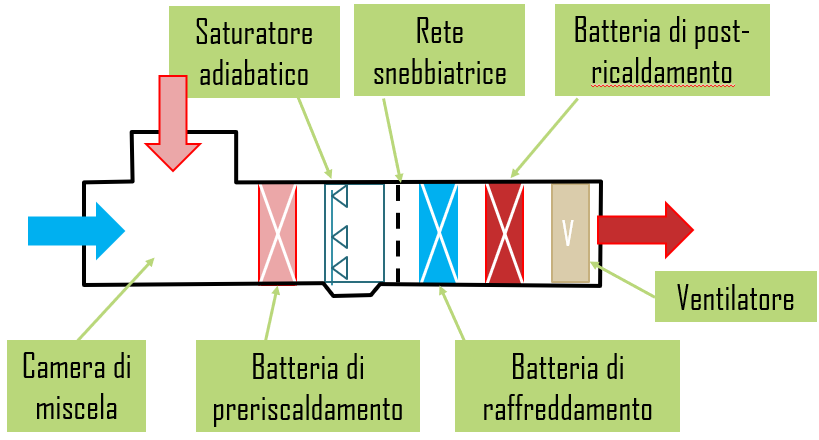 Saturatore
adiabatico
Rete
snebbiatrice
Batteria di post-
ricaldamento
V
Ventilatore
Camera di
miscela
Batteria di
preriscaldamento
Batteria di
raffreddamento